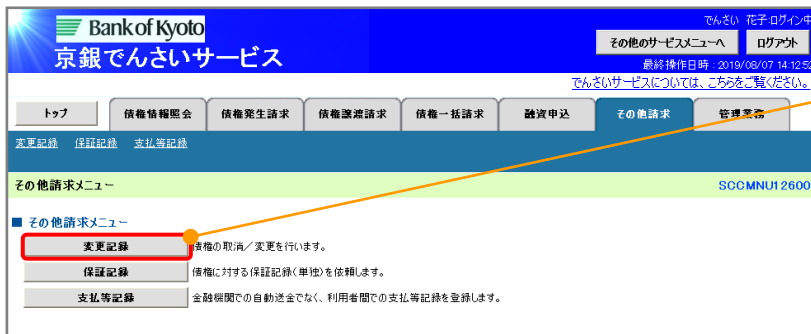 でんさい 花子 ログイン中
Bank of Kyoto
京銀でんさいサービス
その他のサービスメニューへ ログアウト
最終操作日時：2019/08/07 14:12:52
でんさいサービスについては、こちらをご覧ください。
トップ 債権情報照会 債権発生請求 債権譲渡請求 債権一括請求 融資申込 その他請求 管理業務
変更記録 保証記録 支払等記録
その他請求メニュー SCCMNU12600
■ その他請求メニュー
変更記録 債権の取消／変更を行います。
保証記録 債権に対する保証記録（単独）を依頼します。
支払等記録 金融機関での自動送金でなく、利用者間での支払等記録を登録します。